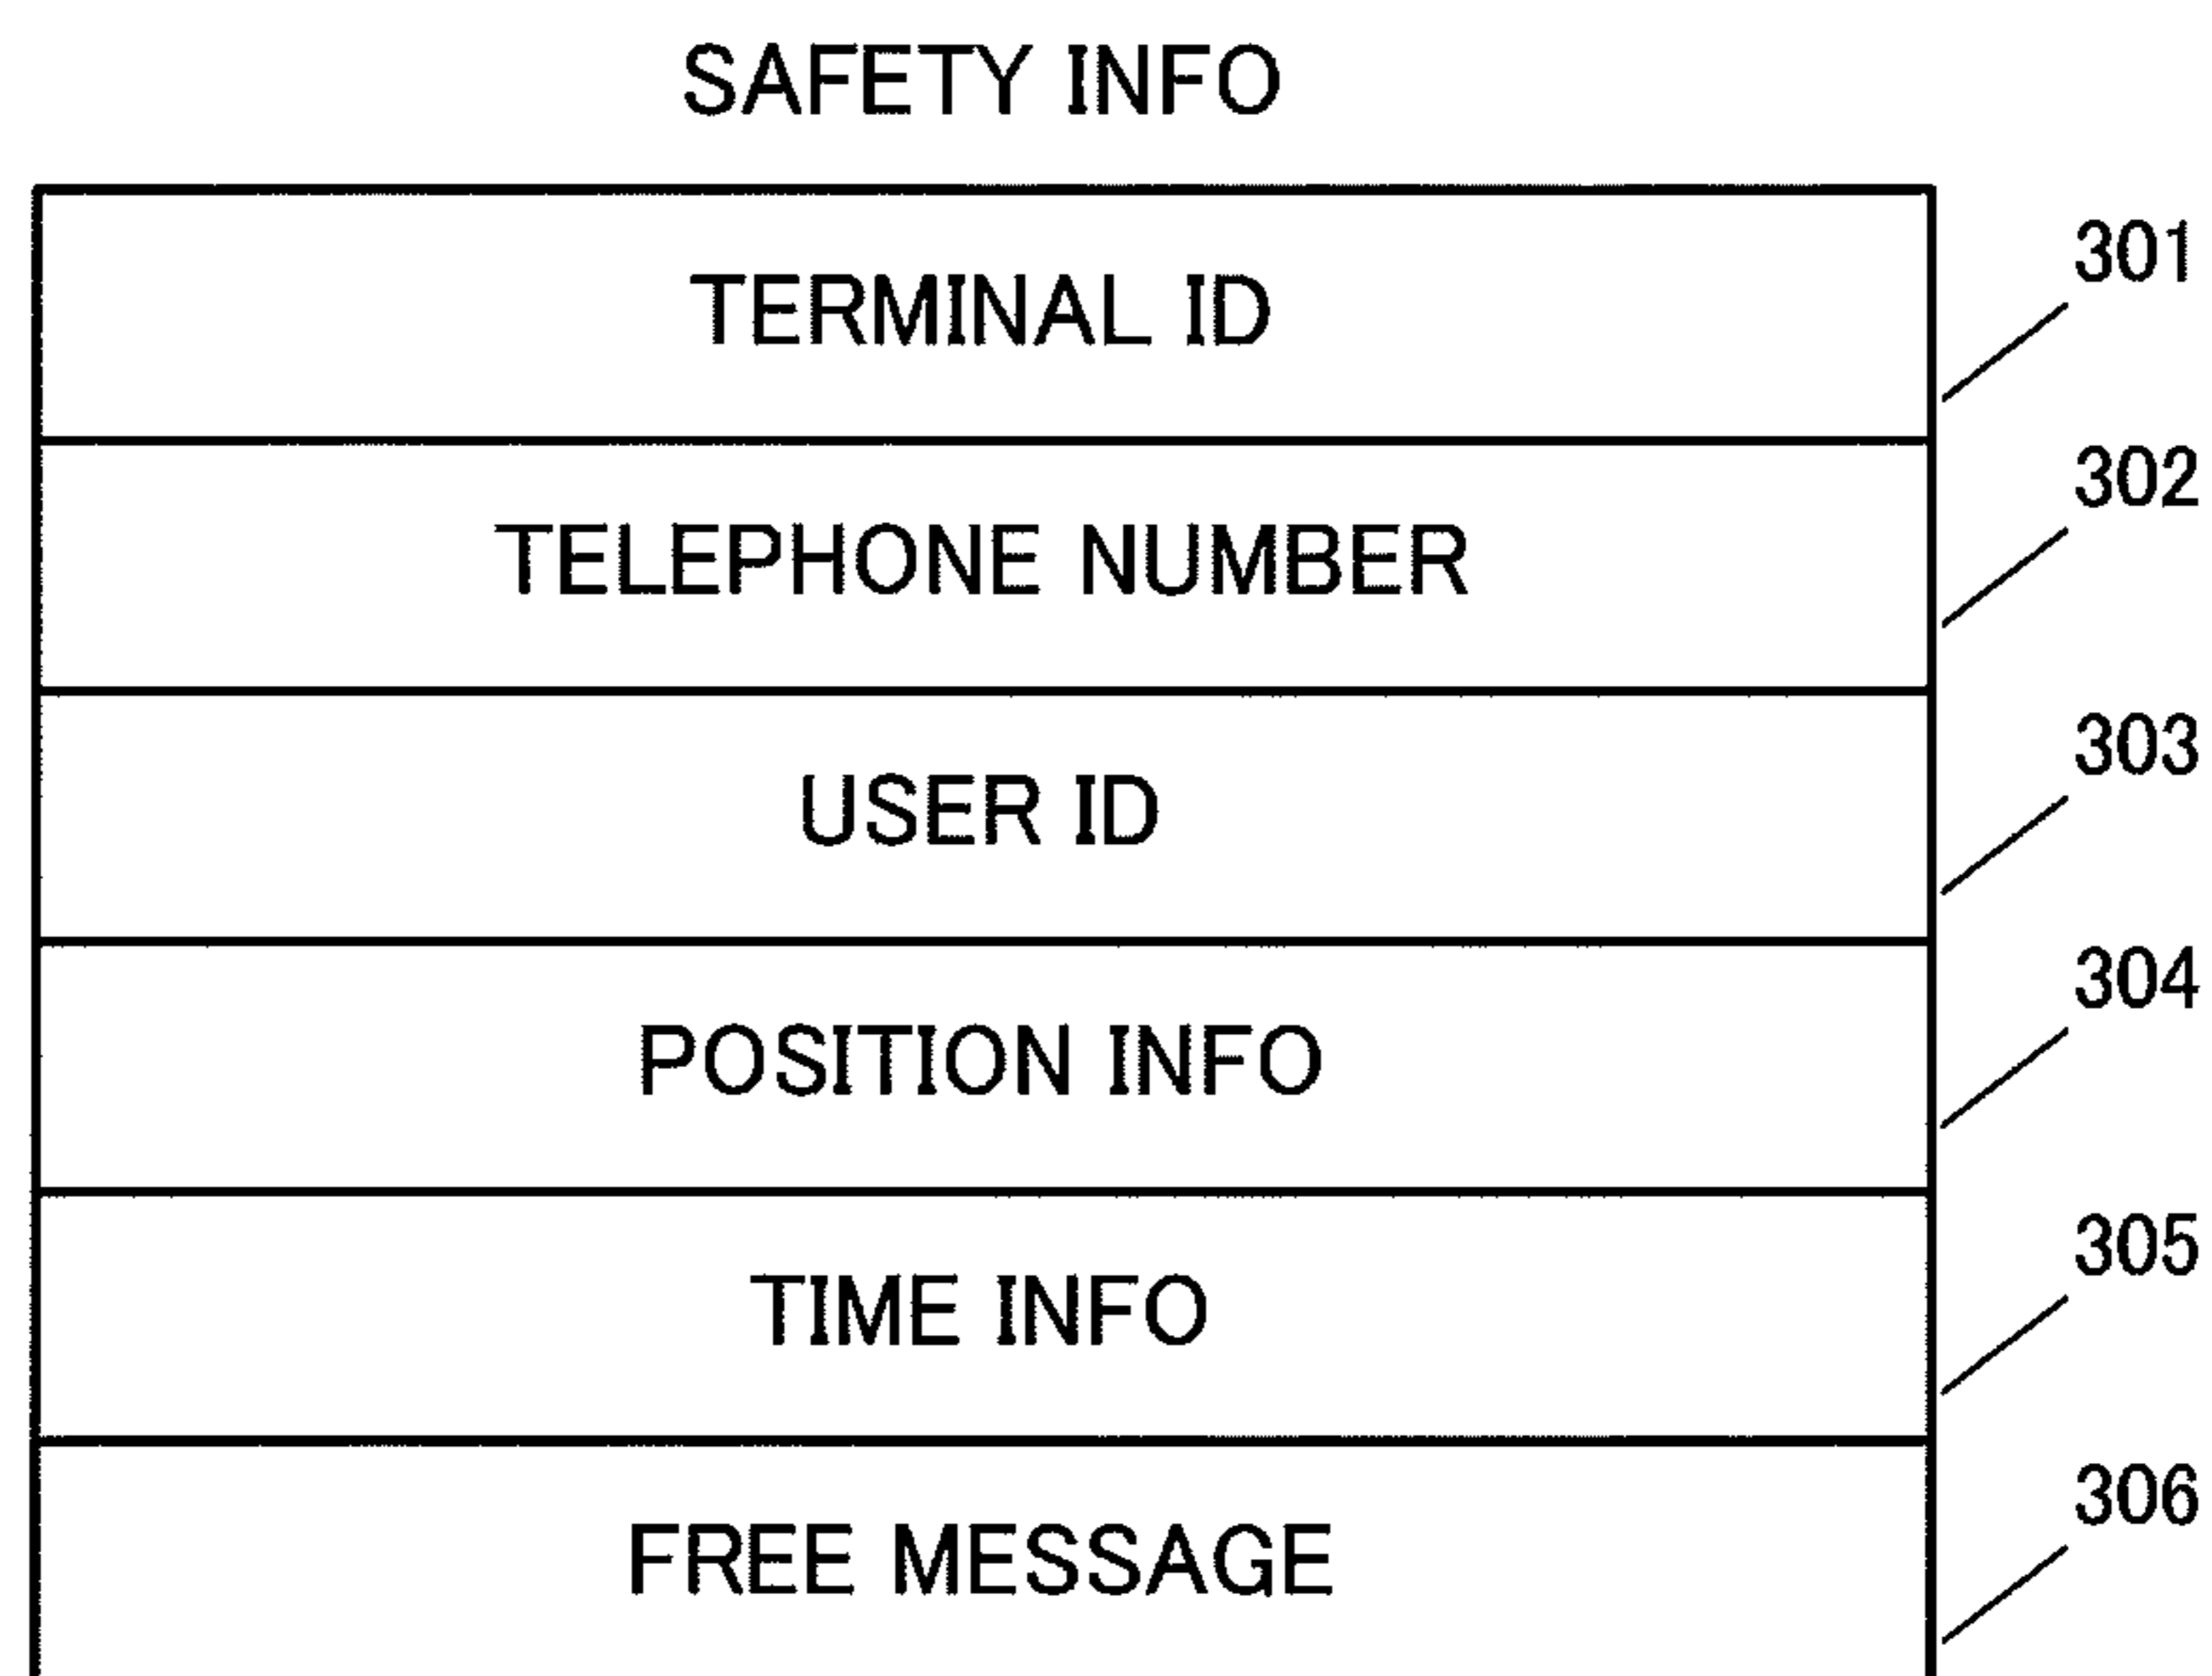 SAFETY INFO
TERMINAL ID
301
TELEPHONE NUMBER
302
USER ID
303
POSITION INFO
304
TIME INFO
305
FREE MESSAGE
306